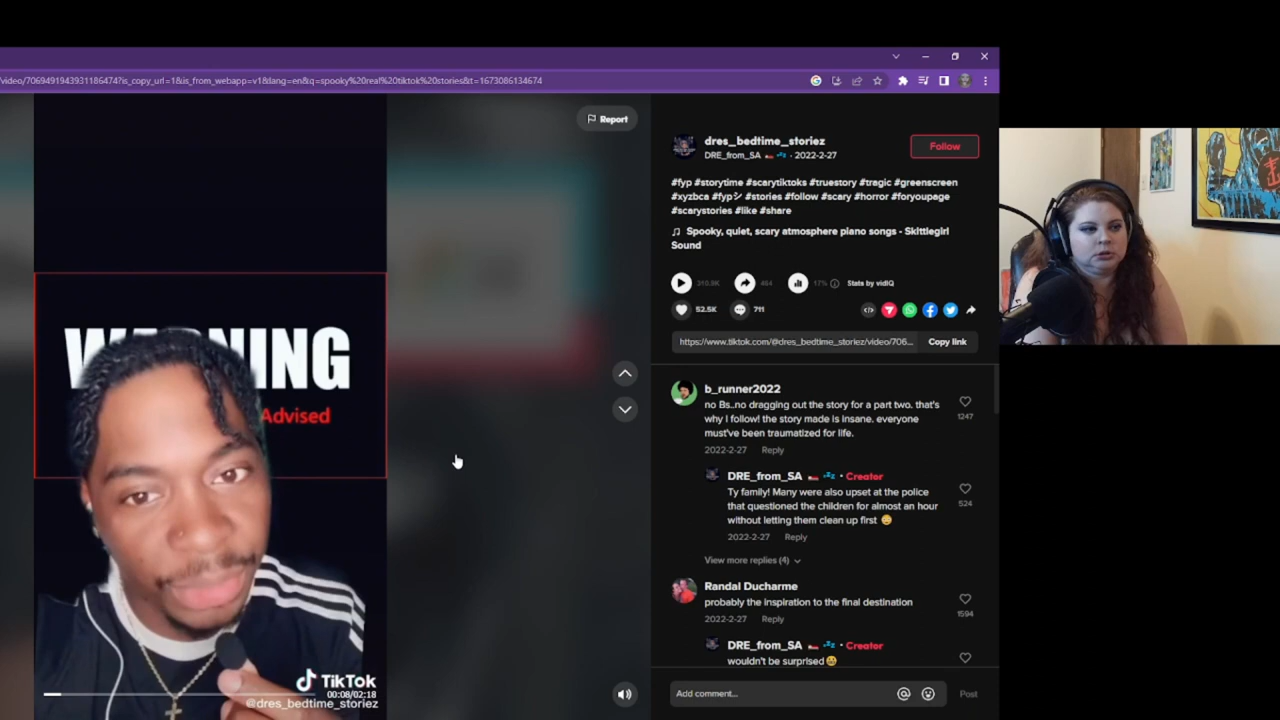 /video/7069491943931186474?is_copy_url=1&is_from_webapp=v1&lang=en&q=spooky%20real%20tiktok%20stories&t=1673086134674
Report
dres_bedtime_storiez
DRE_from_SA · 2022-2-27
Follow
#fyp #storytime #scarytiktoks #truestory #tragic #greenscreen
#xyzbca #fypシ #stories #follow #scary #horror #foryoupage
#scarystories #like #share
♫ Spooky, quiet, scary atmosphere piano songs - Skittlegirl
Sound
17%
Stats by vidIQ
52.5K
711
https://www.tiktok.com/@dres_bedtime_storiez/video/706...
Copy link
WARNING
Advised
b_runner2022
no Bs..no dragging out the story for a part two. that's
why I follow! the story made is insane. everyone
must've been traumatized for life.
1247
2022-2-27 Reply
DRE_from_SA 💤 · Creator
Ty family! Many were also upset at the police
that questioned the children for almost an hour
without letting them clean up first 😳
524
2022-2-27 Reply
View more replies (4)
Randal Ducharme
probably the inspiration to the final destination
1594
2022-2-27 Reply
DRE_from_SA 💤 · Creator
wouldn't be surprised
TikTok
00:08/02:18
@dres_bedtime_storiez
Add comment...
Post